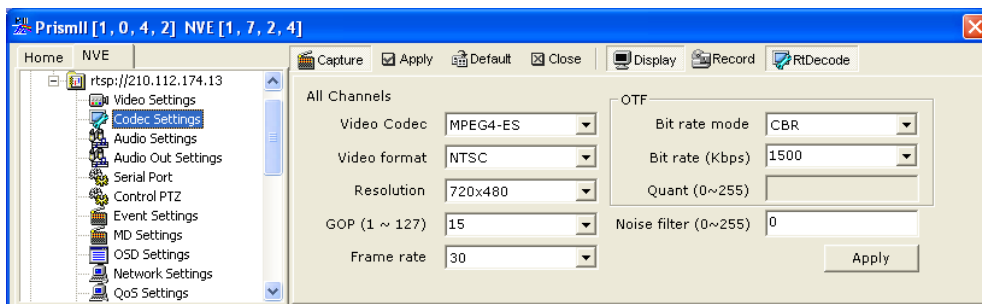 PrismII [1, 0, 4, 2] NVE [1, 7, 2, 4]
Home NVE
Capture Apply Default Close Display Record RtDecode
rtsp://210.112.174.13
Video Settings
Codec Settings
Audio Settings
Audio Out Settings
Serial Port
Control PTZ
Event Settings
MD Settings
OSD Settings
Network Settings
QoS Settings
All Channels
Video Codec MPEG4-ES
Video format NTSC
Resolution 720x480
GOP (1 ~ 127) 15
Frame rate 30
OTF
Bit rate mode CBR
Bit rate (Kbps) 1500
Quant (0~255)
Noise filter (0~255) 0
Apply